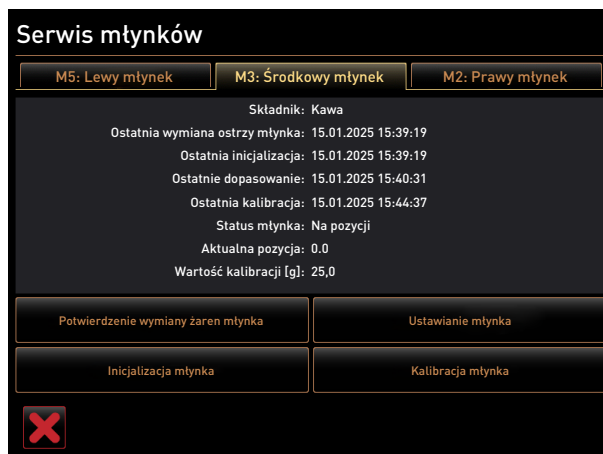 Serwis młynków
M5: Lewy młynek M3: Środkowy młynek M2: Prawy młynek
Składnik: Kawa
Ostatnia wymiana ostrzy młynka: 15.01.2025 15:39:19
Ostatnia inicjalizacja: 15.01.2025 15:39:19
Ostatnie dopasowanie: 15.01.2025 15:40:31
Ostatnia kalibracja: 15.01.2025 15:44:37
Status młynka: Na pozycji
Aktualna pozycja: 0.0
Wartość kalibracji [g]: 25,0
Potwierdzenie wymiany żaren młynka Ustawianie młynka
Inicjalizacja młynka Kalibracja młynka